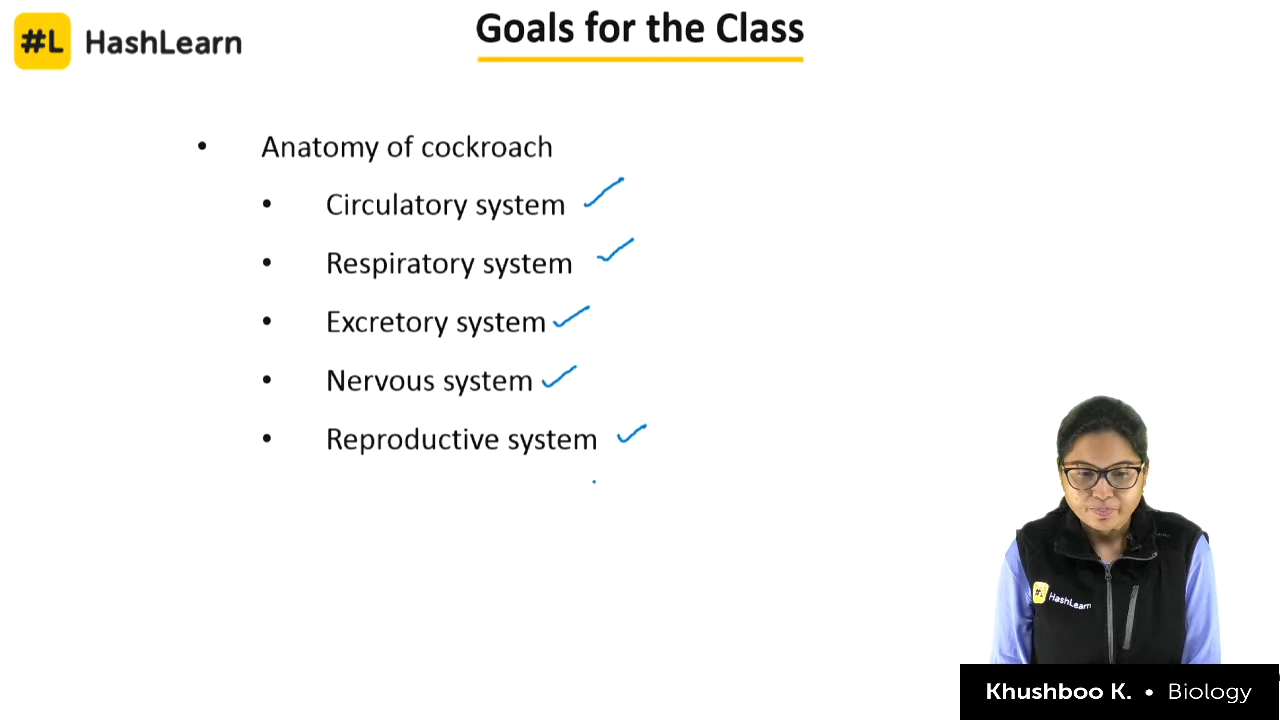 #L HashLearn
Goals for the Class
• Anatomy of cockroach
• Circulatory system
• Respiratory system
• Excretory system
• Nervous system
• Reproductive system
#L HashLearn
Khushboo K. • Biology